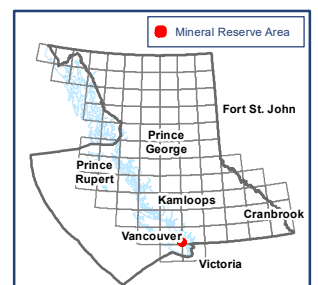 Mineral Reserve Area
Fort St. John
Prince
George
Prince
Rupert
Kamloops
Cranbrook
Vancouver
Victoria